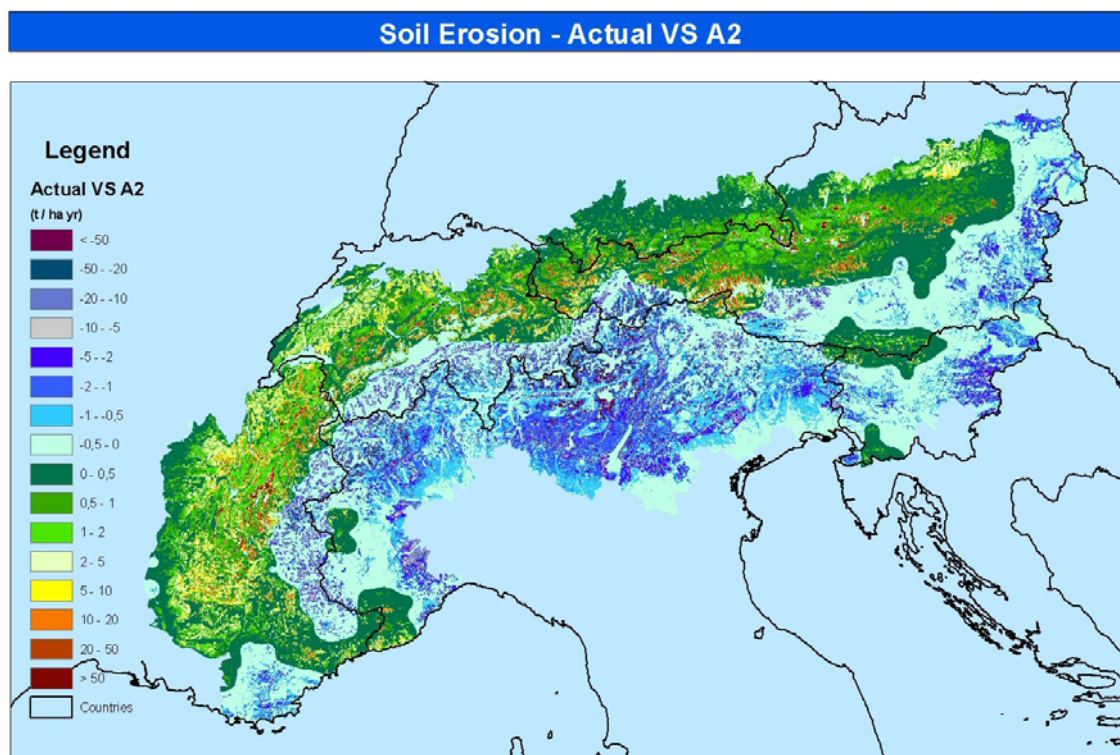 Soil Erosion - Actual VS A2
Legend
Actual VS A2
(t / ha yr)
< -50
-50 - -20
-20 - -10
-10 - -5
-5 - -2
-2 - -1
-1 - -0,5
-0,5 - 0
0 - 0,5
0,5 - 1
1 - 2
2 - 5
5 - 10
10 - 20
20 - 50
> 50
Countries